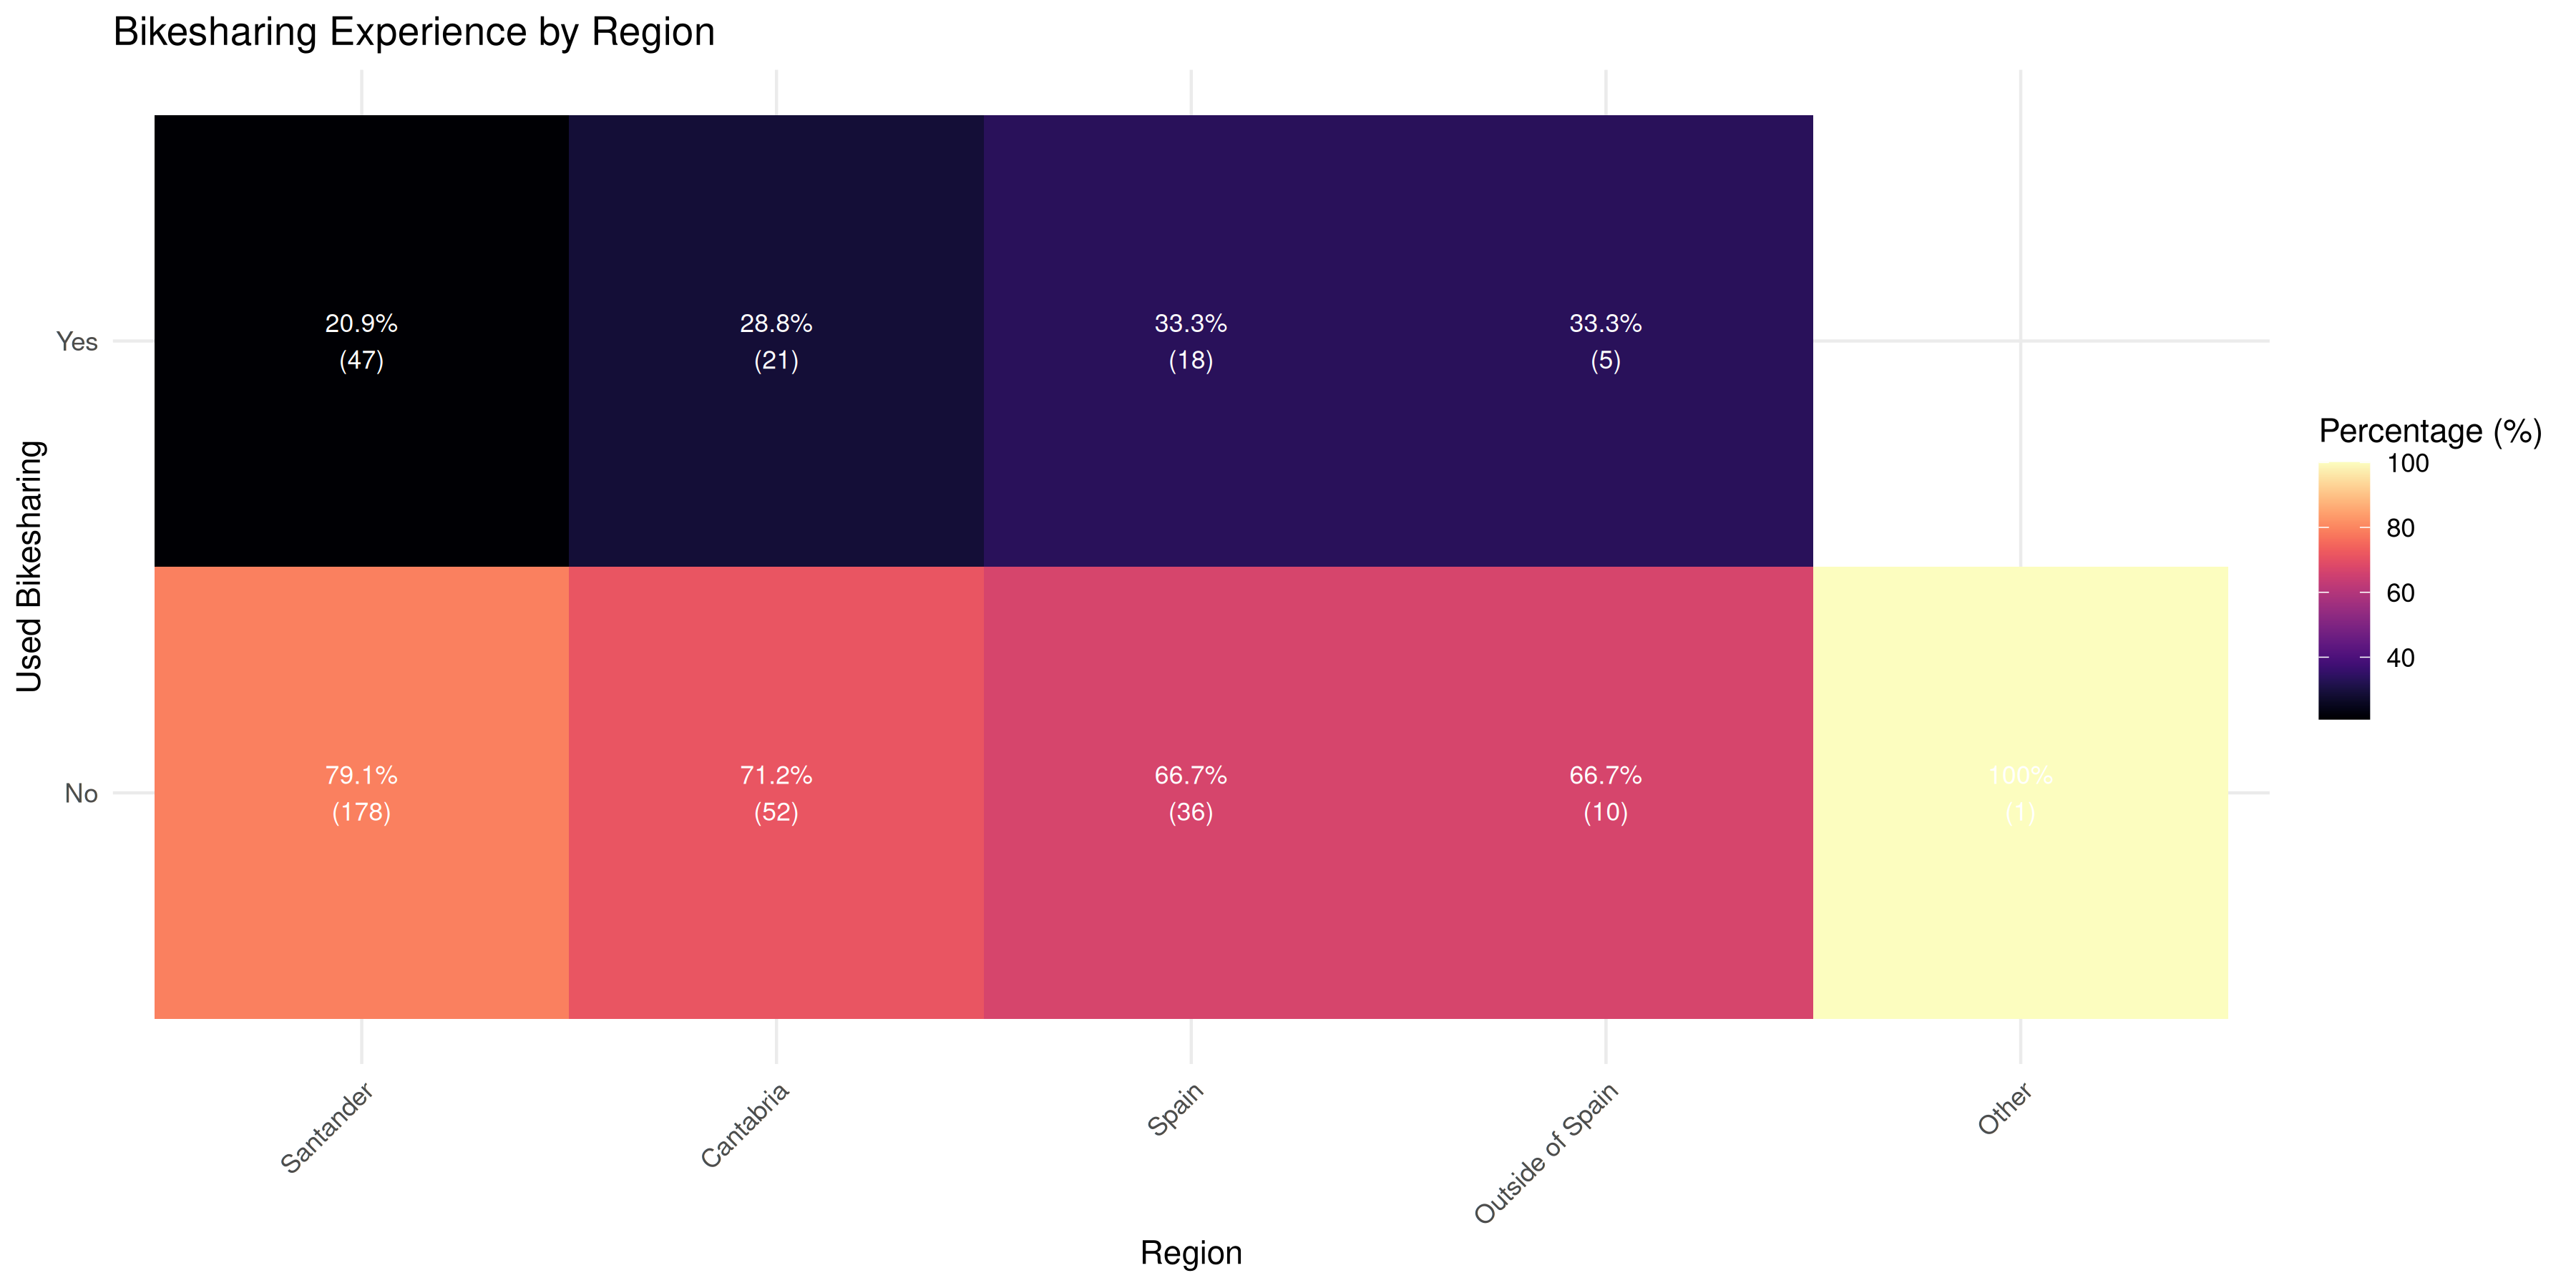 Bikesharing Experience by Region
Used Bikesharing
Yes
20.9%
(47)
28.8%
(21)
33.3%
(18)
33.3%
(5)
No
79.1%
(178)
71.2%
(52)
66.7%
(36)
66.7%
(10)
100%
(1)
Santander
Cantabria
Spain
Outside of Spain
Other
Region
Percentage (%)
100
80
60
40